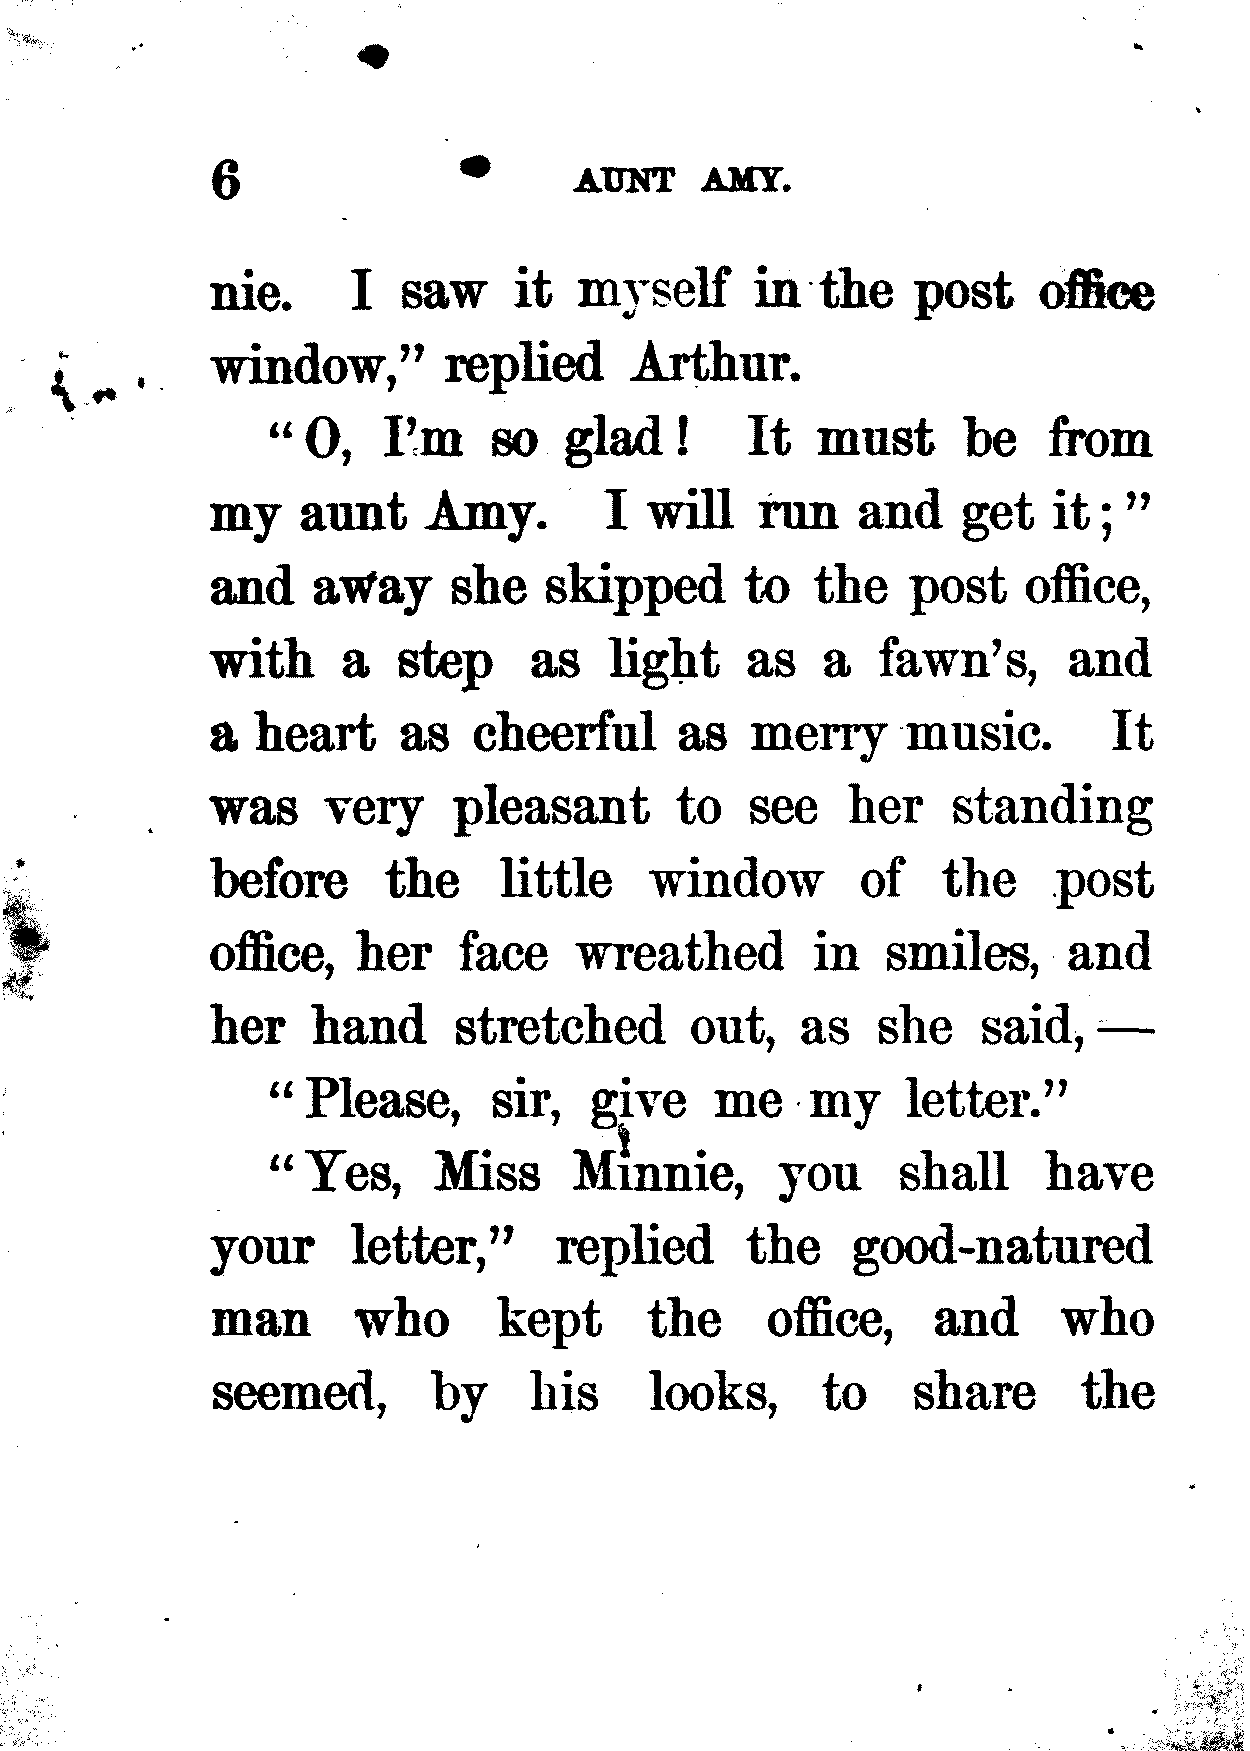 6 AUNT AMY.
nie. I saw it myself in the post office
window,” replied Arthur.
“O, I’m so glad! It must be from
my aunt Amy. I will run and get it;”
and away she skipped to the post office,
with a step as light as a fawn’s, and
a heart as cheerful as merry music. It
was very pleasant to see her standing
before the little window of the post
office, her face wreathed in smiles, and
her hand stretched out, as she said,—
“Please, sir, give me my letter.”
“Yes, Miss Minnie, you shall have
your letter,” replied the good-natured
man who kept the office, and who
seemed, by his looks, to share the